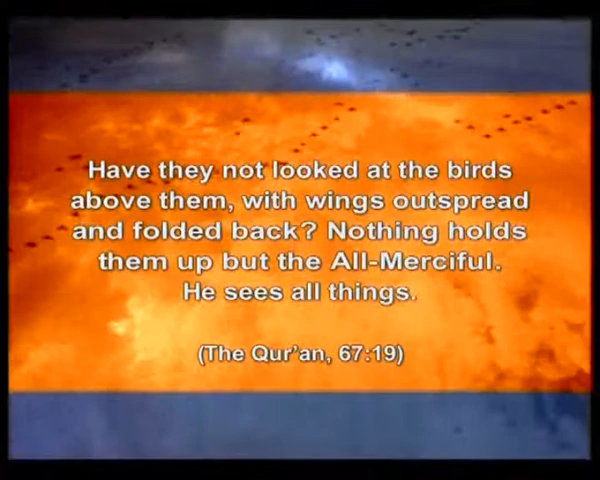 Have they not looked at the birds
above them, with wings outspread
and folded back? Nothing holds
them up but the All-Merciful.
He sees all things.
(The Qur'an, 67:19)